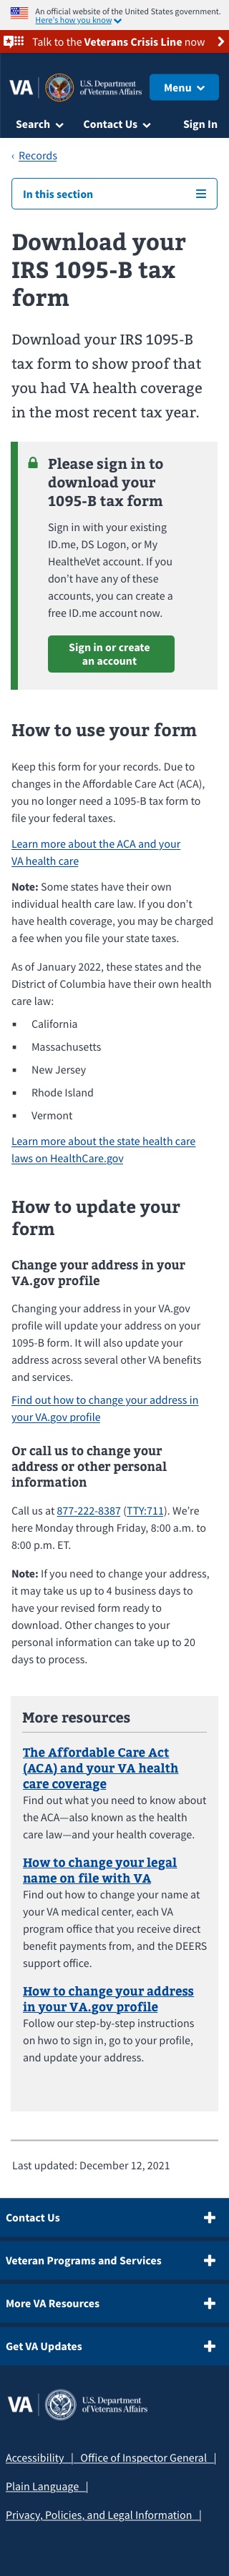 An official website of the United States government.
Here's how you know
Talk to the Veterans Crisis Line now
VA
U.S. Department
of Veterans Affairs
Menu
Search
Contact Us
Sign In
‹ Records
In this section
Download your
IRS 1095-B tax
form
Download your IRS 1095-B
tax form to show proof that
you had VA health coverage
in the most recent tax year.
Please sign in to
download your
1095-B tax form
Sign in with your existing
ID.me, DS Logon, or My
HealtheVet account. If you
don't have any of these
accounts, you can create a
free ID.me account now.
Sign in or create
an account
How to use your form
Keep this form for your records. Due to
changes in the Affordable Care Act (ACA),
you no longer need a 1095-B tax form to
file your federal taxes.
Learn more about the ACA and your
VA health care
Note: Some states have their own
individual health care law. If you don't
have health coverage, you may be charged
a fee when you file your state taxes.
As of January 2022, these states and the
District of Columbia have their own health
care law:
▪ California
▪ Massachusetts
▪ New Jersey
▪ Rhode Island
▪ Vermont
Learn more about the state health care
laws on HealthCare.gov
How to update your
form
Change your address in your
VA.gov profile
Changing your address in your VA.gov
profile will update your address on your
1095-B form. It will also update your
address across several other VA benefits
and services.
Find out how to change your address in
your VA.gov profile
Or call us to change your
address or other personal
information
Call us at 877-222-8387 (TTY:711). We're
here Monday through Friday, 8:00 a.m. to
8:00 p.m. ET.
Note: If you need to change your address,
it may take us up to 4 business days to
have your revised form ready to
download. Other changes to your
personal information can take up to 20
days to process.
More resources
The Affordable Care Act
(ACA) and your VA health
care coverage
Find out what you need to know about
the ACA—also known as the health
care law—and your health coverage.
How to change your legal
name on file with VA
Find out how to change your name at
your VA medical center, each VA
program office that you receive direct
benefit payments from, and the DEERS
support office.
How to change your address
in your VA.gov profile
Follow our step-by-step instructions
on hwo to sign in, go to your profile,
and update your address.
Last updated: December 12, 2021
Contact Us
Veteran Programs and Services
More VA Resources
Get VA Updates
VA
U.S. Department
of Veterans Affairs
Accessibility | Office of Inspector General |
Plain Language |
Privacy, Policies, and Legal Information |